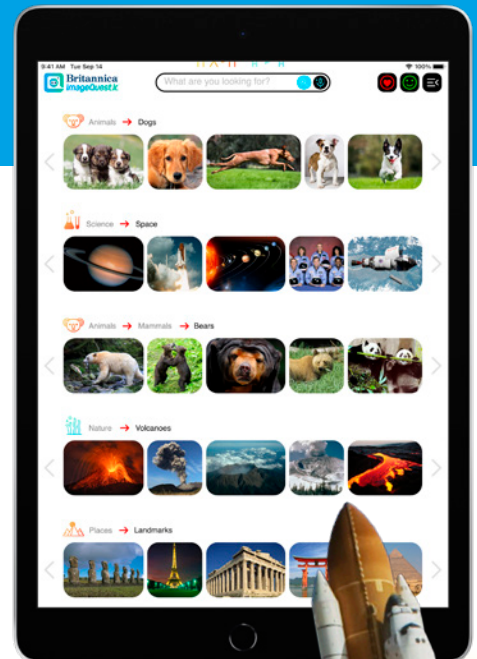 9:41 AM Tue Sep 14
100%
Britannica
imageQuest.k
What are you looking for?
Animals → Dogs
Science → Space
Animals → Mammals → Bears
Nature → Volcanoes
Places → Landmarks